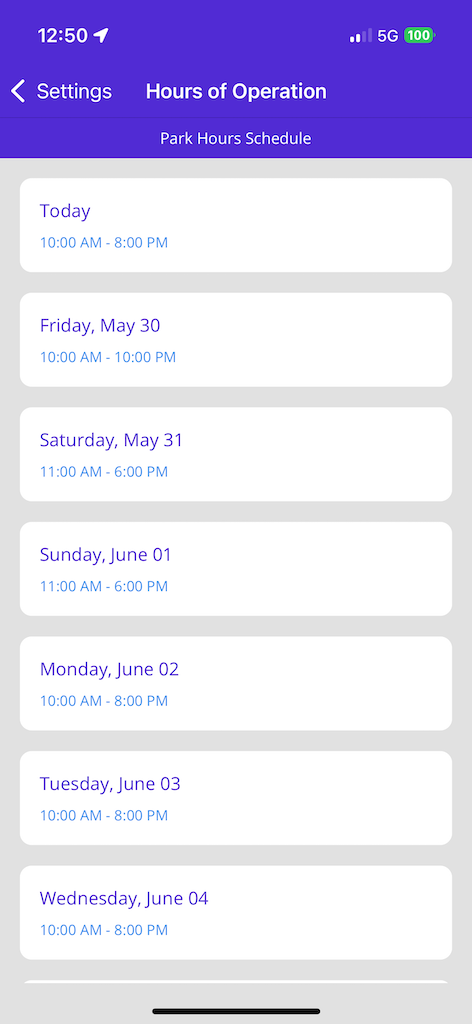 12:50
5G 100
Settings
Hours of Operation
Park Hours Schedule
Today
10:00 AM - 8:00 PM
Friday, May 30
10:00 AM - 10:00 PM
Saturday, May 31
11:00 AM - 6:00 PM
Sunday, June 01
11:00 AM - 6:00 PM
Monday, June 02
10:00 AM - 8:00 PM
Tuesday, June 03
10:00 AM - 8:00 PM
Wednesday, June 04
10:00 AM - 8:00 PM